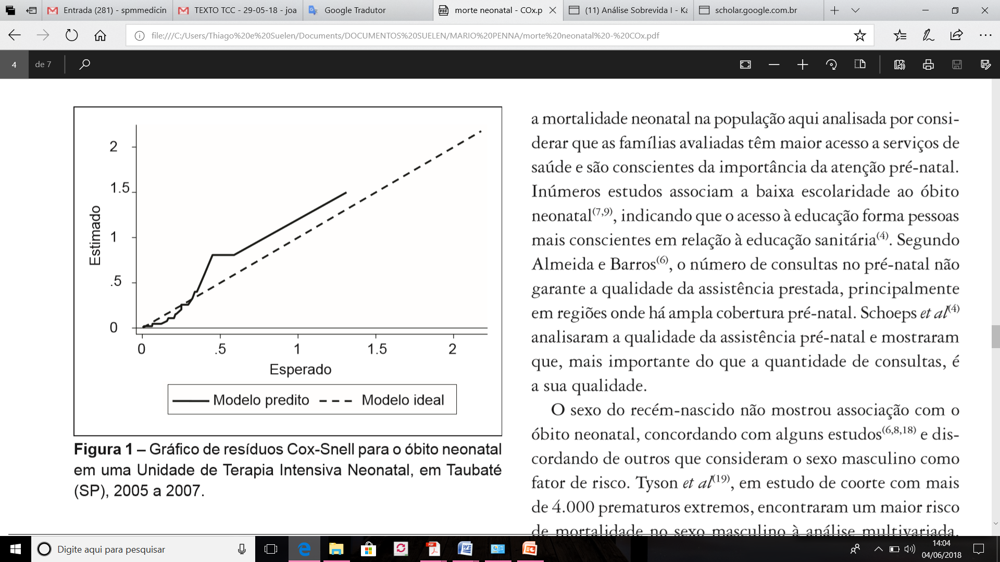 Entrada (281) - spmmedicin
TEXTO TCC - 29-05-18 - joa
Google Tradutor
morte neonatal - COx.p
(11) Análise Sobrevida I - Ka
scholar.google.com.br
file:///C:/Users/Thiago%20e%20Suelen/Documents/DOCUMENTOS%20SUELEN/MARIO%20PENNA/morte%20neonatal%20-%20COx.pdf
4 de 7
2
1.5
1
.5
0
Estimado
0 .5 1 1.5 2
Esperado
Modelo predito Modelo ideal
Figura 1 – Gráfico de resíduos Cox-Snell para o óbito neonatal
em uma Unidade de Terapia Intensiva Neonatal, em Taubaté
(SP), 2005 a 2007.
a mortalidade neonatal na população aqui analisada por consi-
derar que as famílias avaliadas têm maior acesso a serviços de
saúde e são conscientes da importância da atenção pré-natal.
Inúmeros estudos associam a baixa escolaridade ao óbito
neonatal(7,9), indicando que o acesso à educação forma pessoas
mais conscientes em relação à educação sanitária(4). Segundo
Almeida e Barros(6), o número de consultas no pré-natal não
garante a qualidade da assistência prestada, principalmente
em regiões onde há ampla cobertura pré-natal. Schoeps et al(4)
analisaram a qualidade da assistência pré-natal e mostraram
que, mais importante do que a quantidade de consultas, é
a sua qualidade.
O sexo do recém-nascido não mostrou associação com o
óbito neonatal, concordando com alguns estudos(6,8,18) e dis-
cordando de outros que consideram o sexo masculino como
fator de risco. Tyson et al(19), em estudo de coorte com mais
de 4.000 prematuros extremos, encontraram um maior risco
de mortalidade no sexo masculino à análise multivariada.
Digite aqui para pesquisar
14:04
04/06/2018